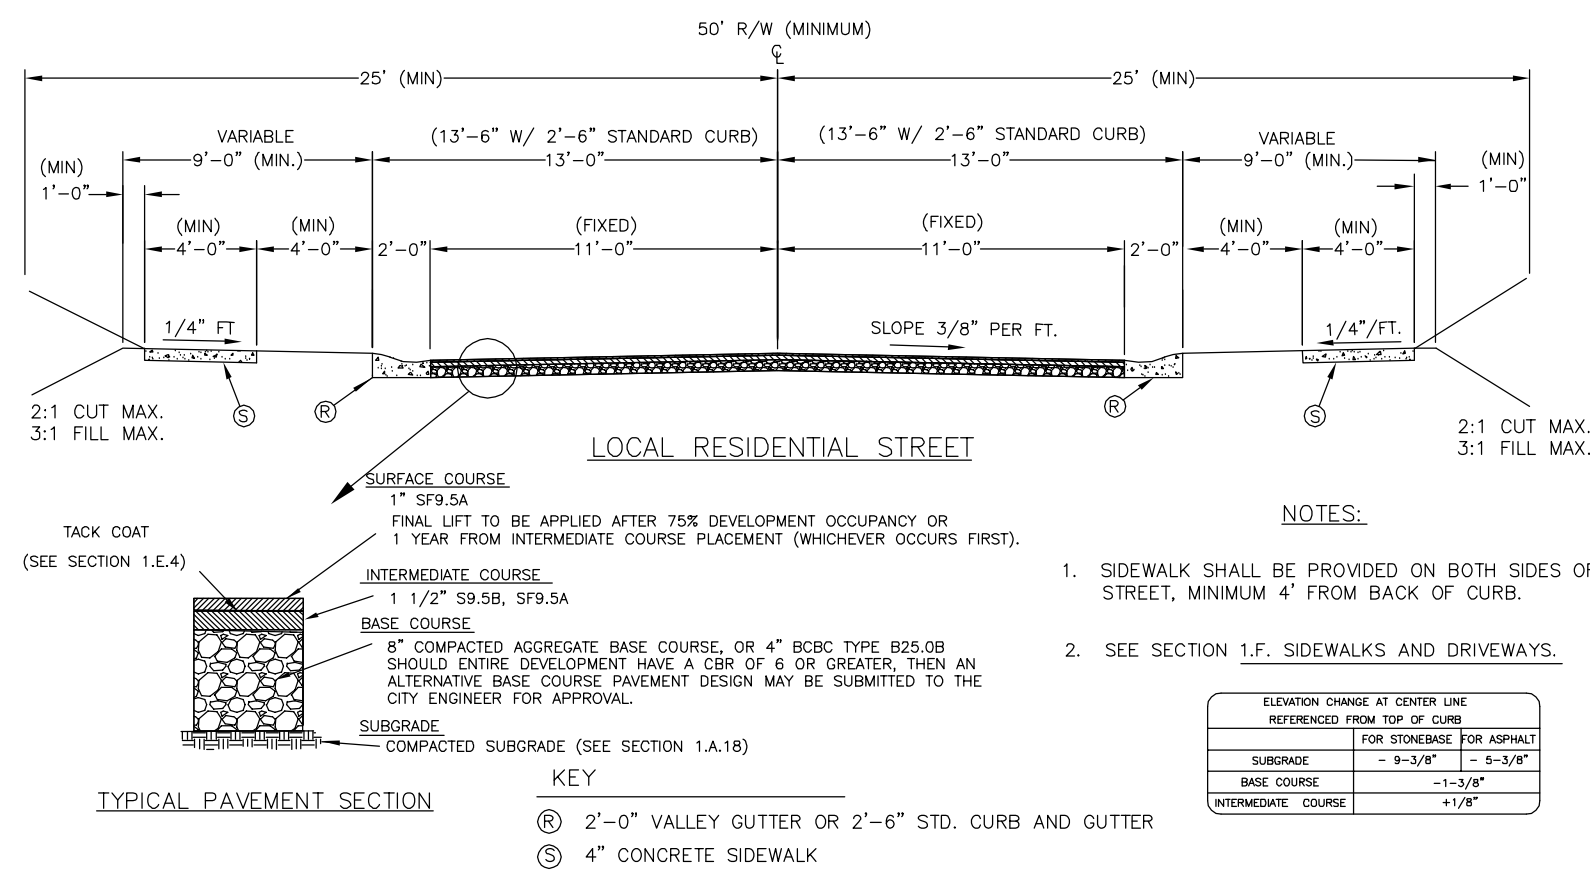 50' R/W (MINIMUM)
℄
25' (MIN)
25' (MIN)
VARIABLE
9'-0" (MIN.)
(13'-6" W/ 2'-6" STANDARD CURB)
13'-0"
(13'-6" W/ 2'-6" STANDARD CURB)
13'-0"
VARIABLE
9'-0" (MIN.)
(MIN)
1'-0"
(MIN)
1'-0"
(MIN)
4'-0"
(MIN)
4'-0"
2'-0"
(FIXED)
11'-0"
(FIXED)
11'-0"
2'-0"
(MIN)
4'-0"
(MIN)
4'-0"
1/4" FT
SLOPE 3/8" PER FT.
1/4"/FT.
2:1 CUT MAX.
3:1 FILL MAX.
S
R
R
S
2:1 CUT MAX.
3:1 FILL MAX.
LOCAL RESIDENTIAL STREET
SURFACE COURSE
1" SF9.5A
FINAL LIFT TO BE APPLIED AFTER 75% DEVELOPMENT OCCUPANCY OR
1 YEAR FROM INTERMEDIATE COURSE PLACEMENT (WHICHEVER OCCURS FIRST).
TACK COAT
(SEE SECTION 1.E.4)
INTERMEDIATE COURSE
1 1/2" S9.5B, SF9.5A
BASE COURSE
8" COMPACTED AGGREGATE BASE COURSE, OR 4" BCBC TYPE B25.0B
SHOULD ENTIRE DEVELOPMENT HAVE A CBR OF 6 OR GREATER, THEN AN
ALTERNATIVE BASE COURSE PAVEMENT DESIGN MAY BE SUBMITTED TO THE
CITY ENGINEER FOR APPROVAL.
SUBGRADE
COMPACTED SUBGRADE (SEE SECTION 1.A.18)
TYPICAL PAVEMENT SECTION
KEY
R 2'-0" VALLEY GUTTER OR 2'-6" STD. CURB AND GUTTER
S 4" CONCRETE SIDEWALK
NOTES:
1. SIDEWALK SHALL BE PROVIDED ON BOTH SIDES OF
STREET, MINIMUM 4' FROM BACK OF CURB.
2. SEE SECTION 1.F. SIDEWALKS AND DRIVEWAYS.
ELEVATION CHANGE AT CENTER LINE
REFERENCED FROM TOP OF CURB
FOR STONEBASE FOR ASPHALT
SUBGRADE - 9-3/8" - 5-3/8"
BASE COURSE -1-3/8"
INTERMEDIATE COURSE +1/8"